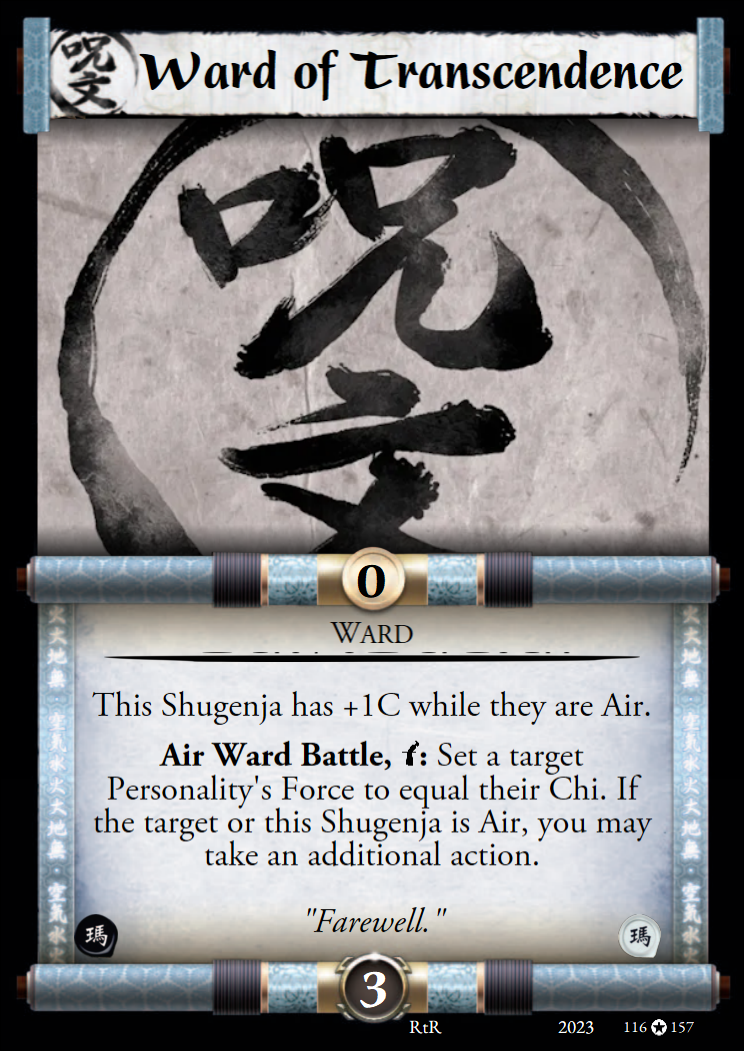 呪文
Ward of Transcendence
呪文
0
WARD
This Shugenja has +1C while they are Air.
Air Ward Battle, : Set a target
Personality's Force to equal their Chi. If
the target or this Shugenja is Air, you may
take an additional action.
"Farewell."
瑪
瑪
3
RtR
2023
116 ✪ 157